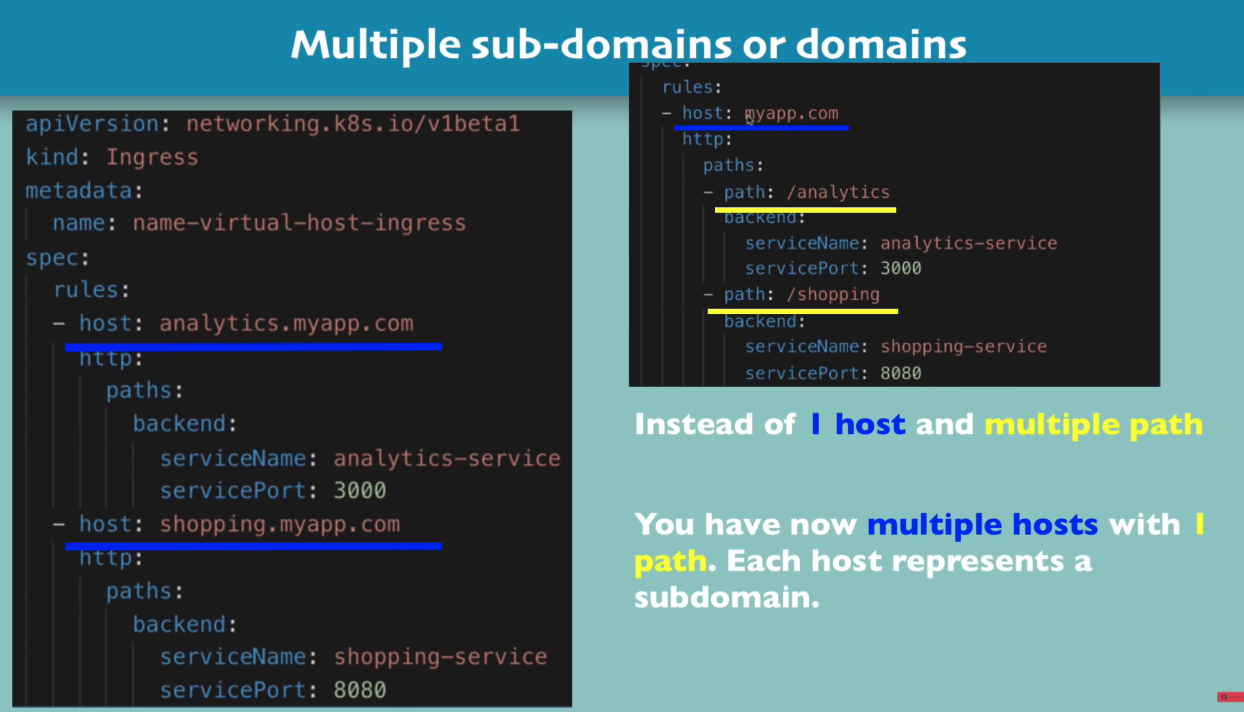 Multiple sub-domains or domains
apiVersion: networking.k8s.io/v1beta1
kind: Ingress
metadata:
  name: name-virtual-host-ingress
spec:
  rules:
  - host: analytics.myapp.com
    http:
      paths:
        backend:
          serviceName: analytics-service
          servicePort: 3000
  - host: shopping.myapp.com
    http:
      paths:
        backend:
          serviceName: shopping-service
          servicePort: 8080
spec:
  rules:
  - host: myapp.com
    http:
      paths:
      - path: /analytics
        backend:
          serviceName: analytics-service
          servicePort: 3000
      - path: /shopping
        backend:
          serviceName: shopping-service
          servicePort: 8080
Instead of 1 host and multiple path
You have now multiple hosts with 1
path. Each host represents a
subdomain.